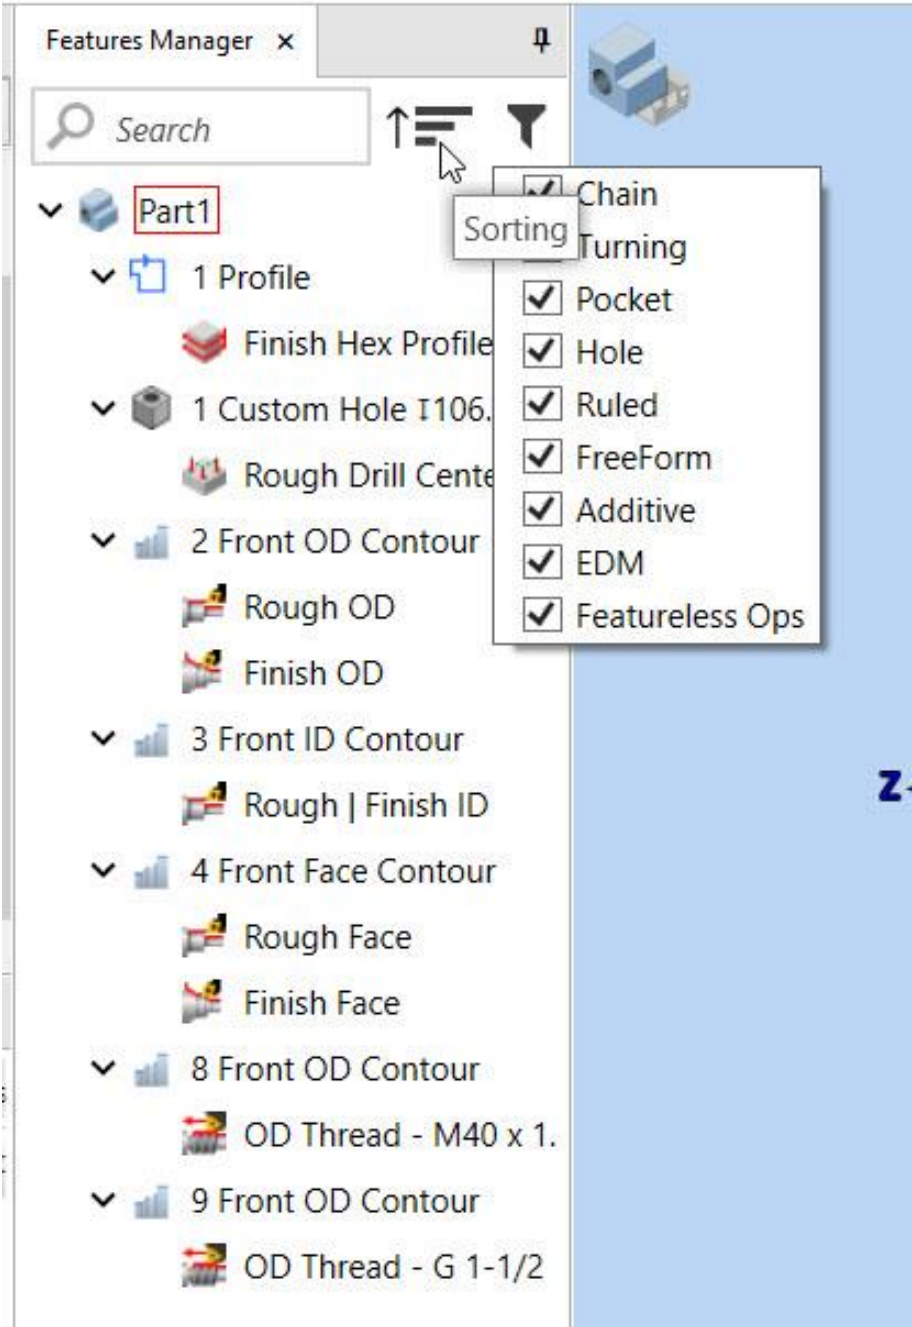 Features Manager ×
Search
Chain
Sorting
Turning
Part1
1 Profile
Pocket
Finish Hex Profile
Hole
1 Custom Hole ↧106.
Ruled
FreeForm
Rough Drill Cente
Additive
2 Front OD Contour
EDM
Rough OD
Featureless Ops
Finish OD
3 Front ID Contour
Rough | Finish ID
Z
4 Front Face Contour
Rough Face
Finish Face
8 Front OD Contour
OD Thread - M40 x 1.
9 Front OD Contour
OD Thread - G 1-1/2